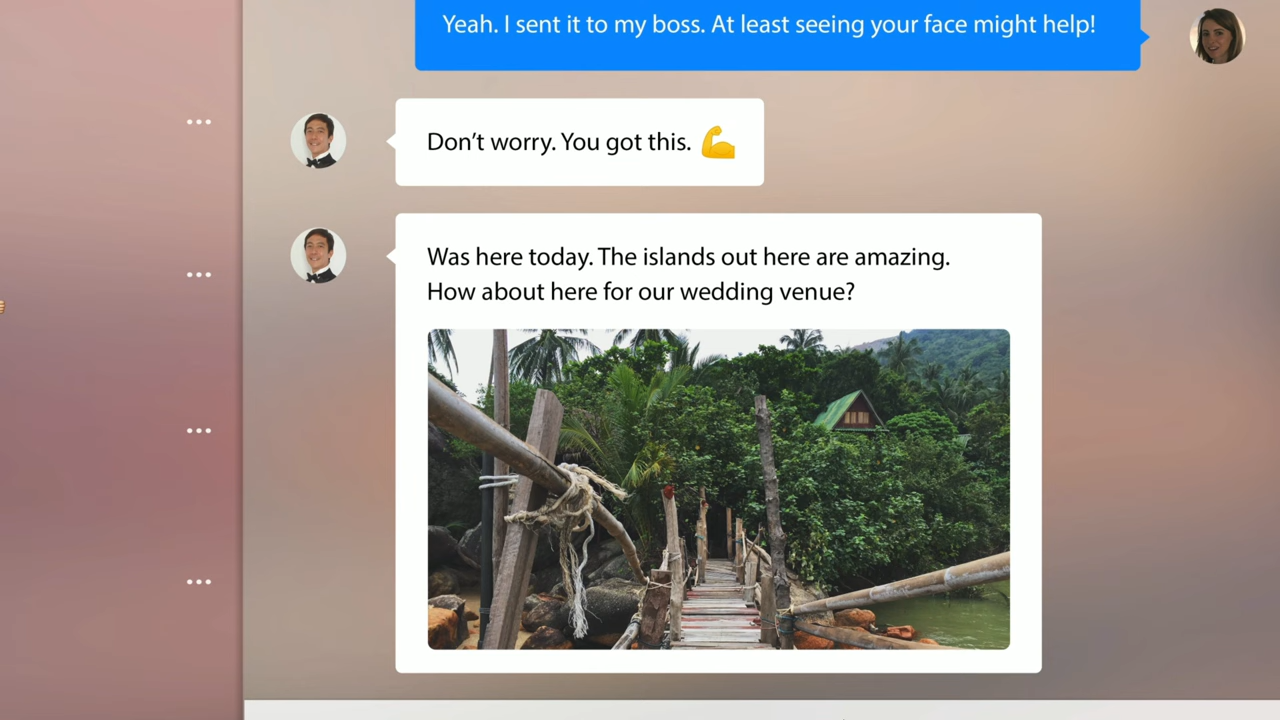 Yeah. I sent it to my boss. At least seeing your face might help!
Don’t worry. You got this. 💪
Was here today. The islands out here are amazing.
How about here for our wedding venue?